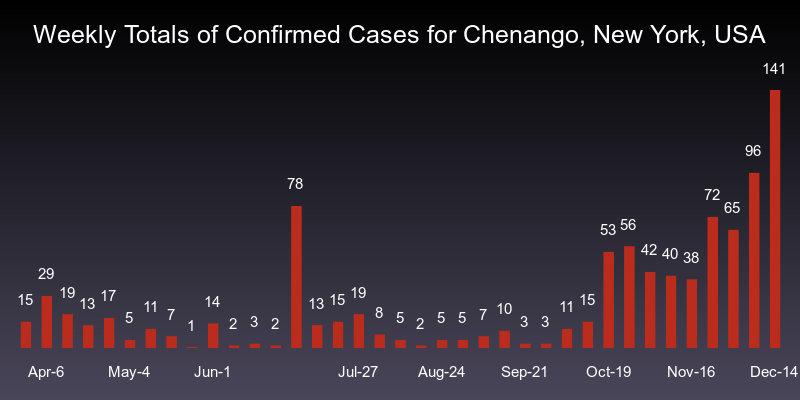 Weekly Totals of Confirmed Cases for Chenango, New York, USA
141
96
78
72
65
53 56
42 40 38
29
15 19 13 17 5 11 7 1 14 2 3 2 13 15 19 8 5 2 5 5 7 10 3 3 11 15
Apr-6 May-4 Jun-1 Jul-27 Aug-24 Sep-21 Oct-19 Nov-16 Dec-14